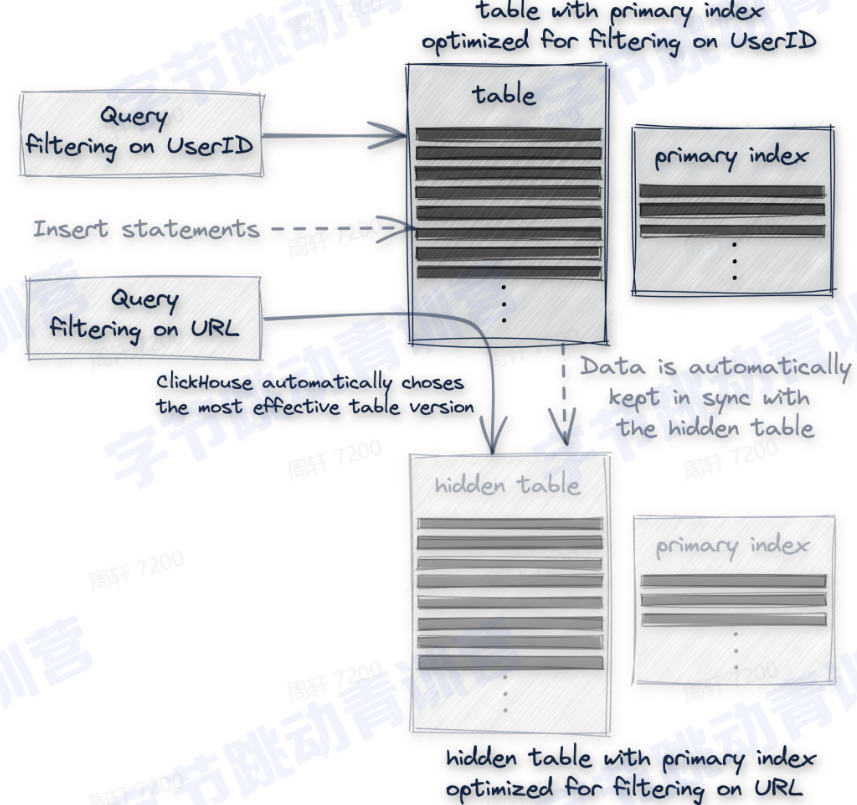 table with primary index
optimized for filtering on UserID
table
Query
filtering on UserID
primary index
Insert statements
Query
filtering on URL
ClickHouse automatically choses
the most effective table version
Data is automatically
kept in sync with
the hidden table
hidden table
primary index
hidden table with primary index
optimized for filtering on URL
字节跳动青训营
周轩 7200